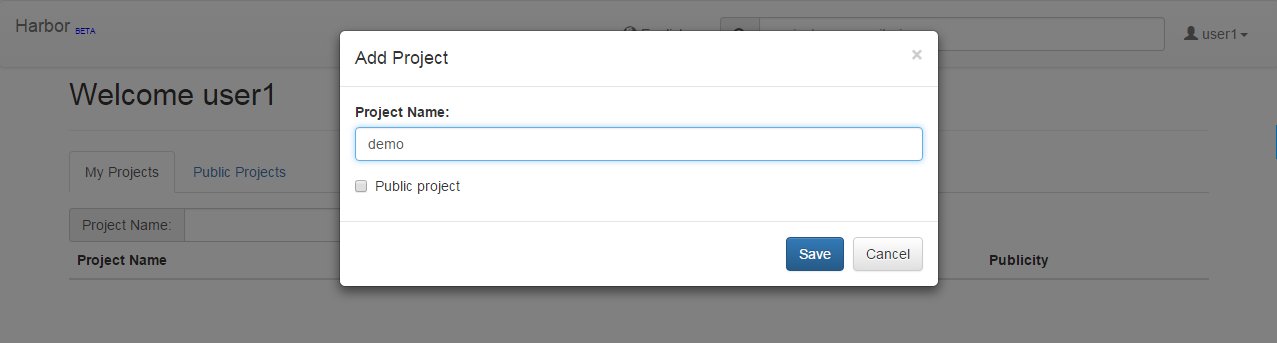 Harbor BETA
user1
Add Project ×
Welcome user1
Project Name:
demo
My Projects Public Projects
Public project
Project Name:
Project Name Publicity
Save Cancel